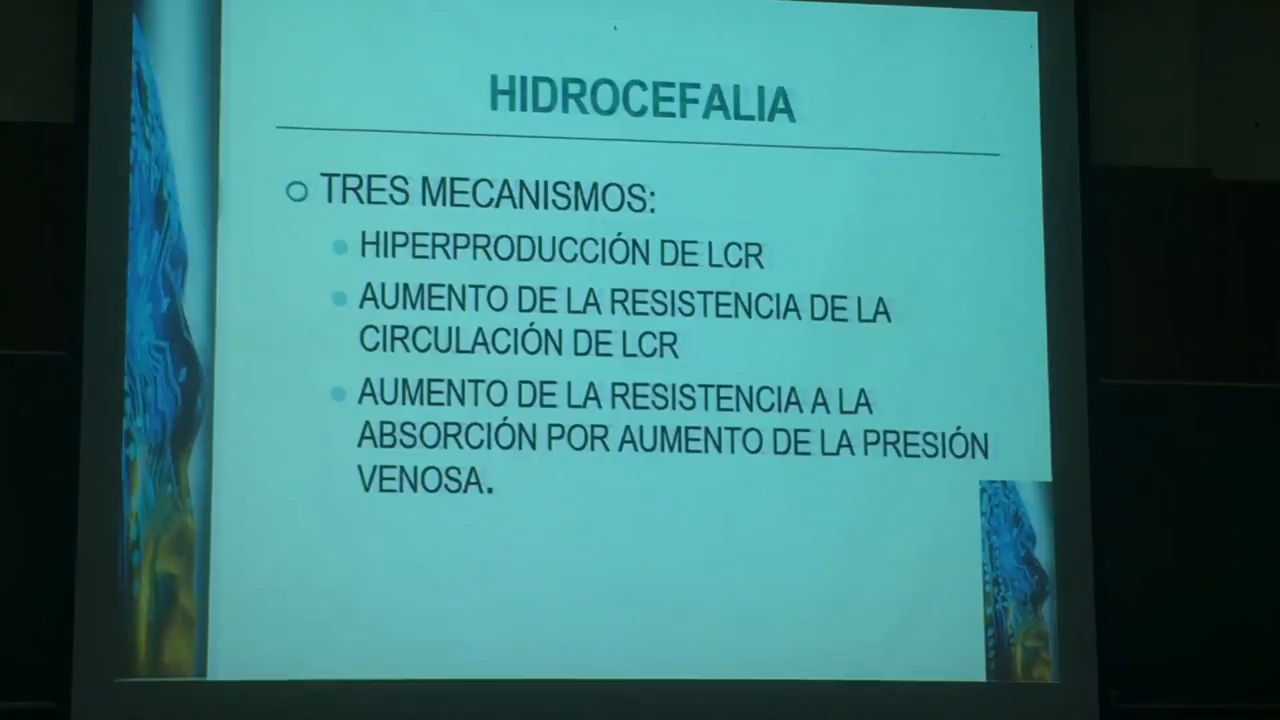 HIDROCEFALIA
TRES MECANISMOS:
HIPERPRODUCCIÓN DE LCR
AUMENTO DE LA RESISTENCIA DE LA
CIRCULACIÓN DE LCR
AUMENTO DE LA RESISTENCIA A LA
ABSORCIÓN POR AUMENTO DE LA PRESIÓN
VENOSA.